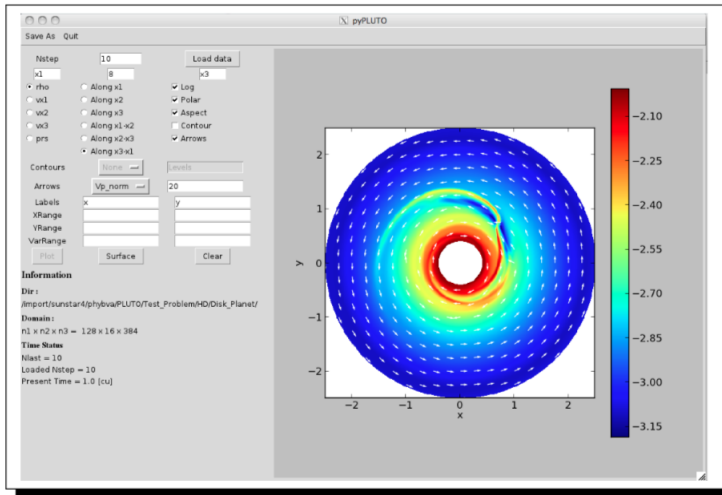 pyPLUTO
Save As Quit
Nstep 10 Load data
x1 8 x3
rho Along x1 Log
vx1 Along x2 Polar
vx2 Along x3 Aspect
vx3 Along x1-x2 Contour
prs Along x2-x3 Arrows
Along x3-x1
Contours None Levels
Arrows Vp_norm 20
Labels x y
XRange
YRange
VarRange
Plot Surface Clear
Information
Dir :
/import/sunstar4/phybva/PLUTO/Test_Problem/HD/Disk_Planet/
Domain :
n1 x n2 x n3 = 128 x 16 x 384
Time Status
Nlast = 10
Loaded Nstep = 10
Present Time = 1.0 [cu]
2
1
0
−1
−2
y
−2 −1 0 1 2
x
−2.10
−2.25
−2.40
−2.55
−2.70
−2.85
−3.00
−3.15